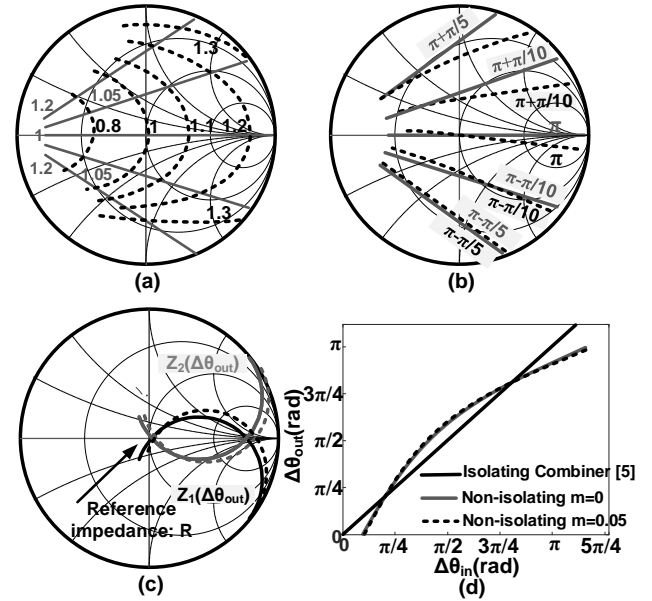 1.3
1.05
1.2
0.8
1
1.1
1.2
1
1.2
1.05
1.3
(a)
π+π/5
π+π/10
π+π/10
π
π
π-π/10
π-π/10
π-π/5
π-π/5
(b)
Z2(Δθout)
Z1(Δθout)
Reference
impedance: R
(c)
Δθout(rad)
π
3π/4
π/2
π/4
0
Isolating Combiner [5]
Non-isolating m=0
Non-isolating m=0.05
0 π/4 π/2 3π/4 π 5π/4
Δθin(rad)
(d)